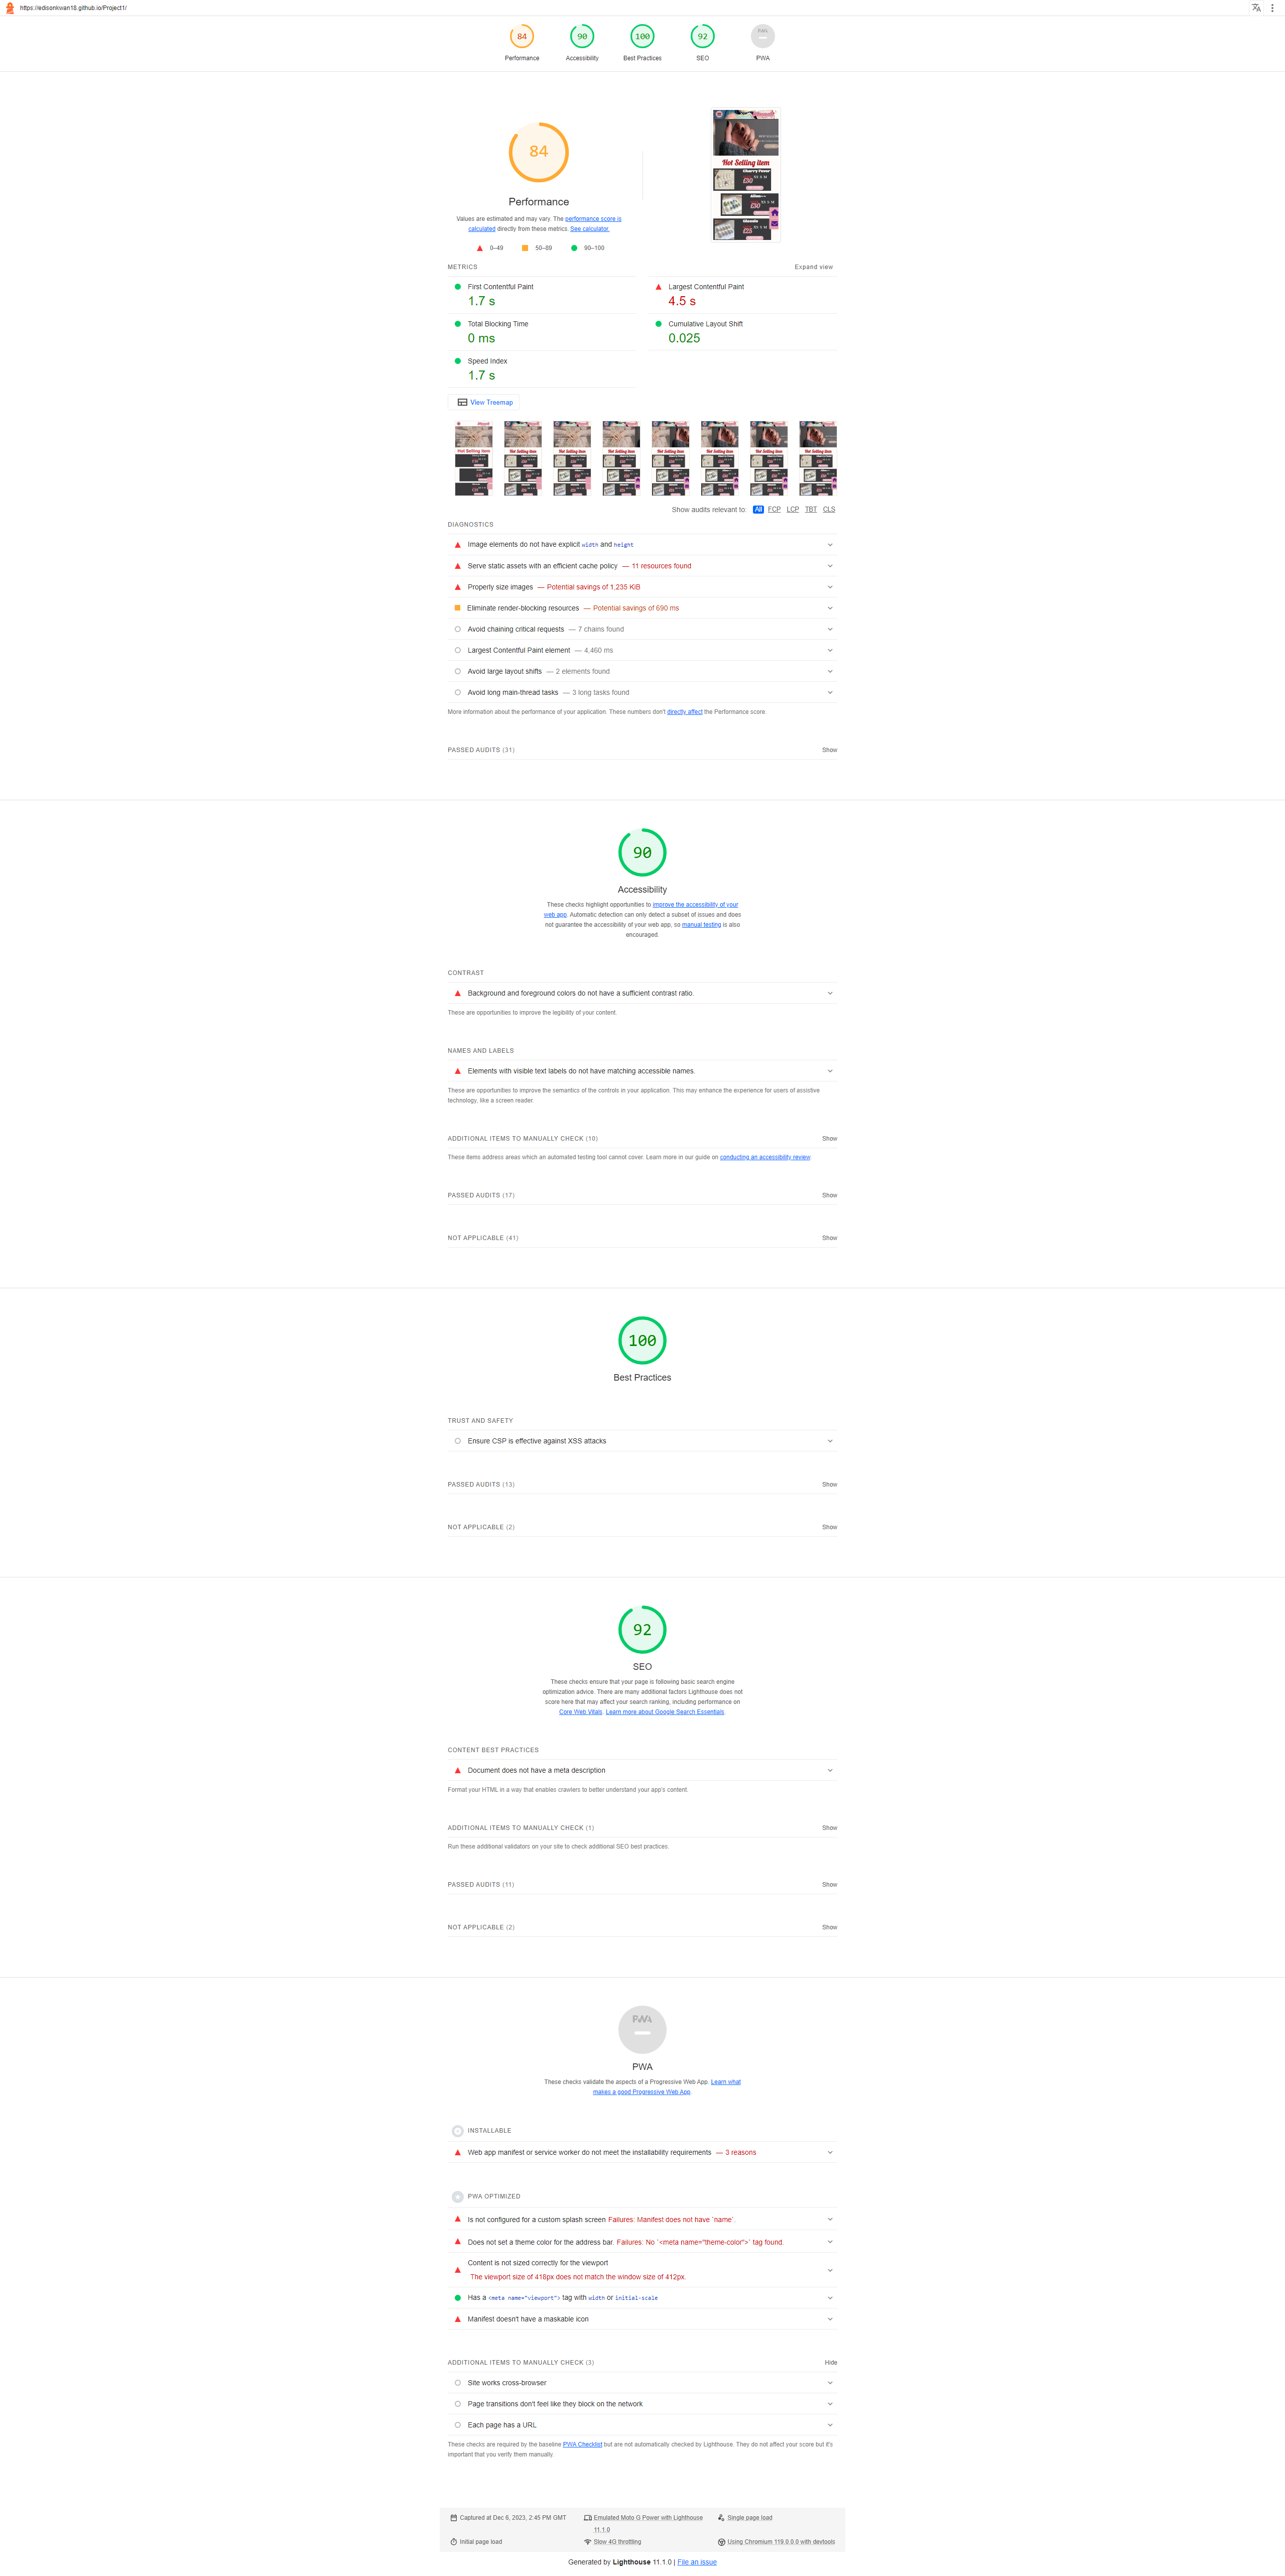 https://edisonkwan18.github.io/Project1/
84
90
100
92
PWA
Performance
Accessibility
Best Practices
SEO
PWA
84
Performance
Values are estimated and may vary. The performance score is
calculated directly from these metrics. See calculator.
0–49
50–89
90–100
Hot Selling item
METRICS
Expand view
First Contentful Paint
1.7 s
Largest Contentful Paint
4.5 s
Total Blocking Time
0 ms
Cumulative Layout Shift
0.025
Speed Index
1.7 s
View Treemap
Show audits relevant to: All FCP LCP TBT CLS
DIAGNOSTICS
Image elements do not have explicit width and height
Serve static assets with an efficient cache policy — 11 resources found
Properly size images — Potential savings of 1,235 KiB
Eliminate render-blocking resources — Potential savings of 690 ms
Avoid chaining critical requests — 7 chains found
Largest Contentful Paint element — 4,460 ms
Avoid large layout shifts — 2 elements found
Avoid long main-thread tasks — 3 long tasks found
More information about the performance of your application. These numbers don't directly affect the Performance score.
PASSED AUDITS (31)
Show
90
Accessibility
These checks highlight opportunities to improve the accessibility of your
web app. Automatic detection can only detect a subset of issues and does
not guarantee the accessibility of your web app, so manual testing is also
encouraged.
CONTRAST
Background and foreground colors do not have a sufficient contrast ratio.
These are opportunities to improve the legibility of your content.
NAMES AND LABELS
Elements with visible text labels do not have matching accessible names.
These are opportunities to improve the semantics of the controls in your application. This may enhance the experience for users of assistive
technology, like a screen reader.
ADDITIONAL ITEMS TO MANUALLY CHECK (10)
Show
These items address areas which an automated testing tool cannot cover. Learn more in our guide on conducting an accessibility review.
PASSED AUDITS (17)
Show
NOT APPLICABLE (41)
Show
100
Best Practices
TRUST AND SAFETY
Ensure CSP is effective against XSS attacks
PASSED AUDITS (13)
Show
NOT APPLICABLE (2)
Show
92
SEO
These checks ensure that your page is following basic search engine
optimization advice. There are many additional factors Lighthouse does not
score here that may affect your search ranking, including performance on
Core Web Vitals. Learn more about Google Search Essentials.
CONTENT BEST PRACTICES
Document does not have a meta description
Format your HTML in a way that enables crawlers to better understand your app's content.
ADDITIONAL ITEMS TO MANUALLY CHECK (1)
Show
Run these additional validators on your site to check additional SEO best practices.
PASSED AUDITS (11)
Show
NOT APPLICABLE (2)
Show
PWA
PWA
These checks validate the aspects of a Progressive Web App. Learn what
makes a good Progressive Web App.
INSTALLABLE
Web app manifest or service worker do not meet the installability requirements — 3 reasons
PWA OPTIMIZED
Is not configured for a custom splash screen Failures: Manifest does not have `name`.
Does not set a theme color for the address bar. Failures: No `<meta name="theme-color">` tag found.
Content is not sized correctly for the viewport
The viewport size of 418px does not match the window size of 412px.
Has a <meta name="viewport"> tag with width or initial-scale
Manifest doesn't have a maskable icon
ADDITIONAL ITEMS TO MANUALLY CHECK (3)
Hide
Site works cross-browser
Page transitions don't feel like they block on the network
Each page has a URL
These checks are required by the baseline PWA Checklist but are not automatically checked by Lighthouse. They do not affect your score but it's
important that you verify them manually.
Captured at Dec 6, 2023, 2:45 PM GMT
Emulated Moto G Power with Lighthouse
11.1.0
Single page load
Initial page load
Slow 4G throttling
Using Chromium 119.0.0.0 with devtools
Generated by Lighthouse 11.1.0 | File an issue